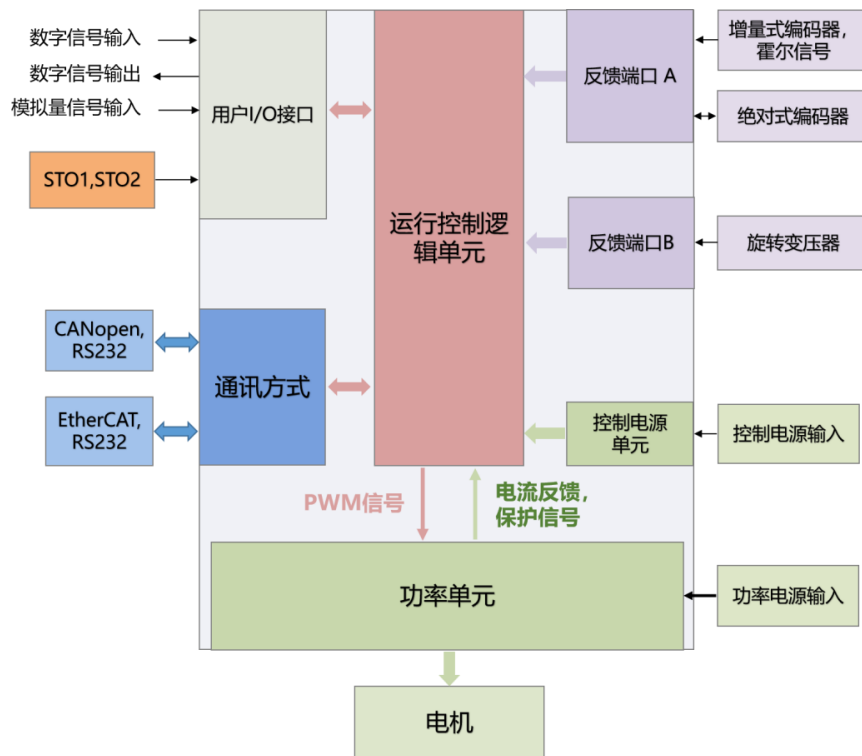 数字信号输入
数字信号输出
模拟量信号输入
STO1,STO2
用户I/O接口
CANopen,
RS232
EtherCAT,
RS232
通讯方式
运行控制逻
辑单元
反馈端口 A
反馈端口B
控制电源
单元
增量式编码器，
霍尔信号
绝对式编码器
旋转变压器
控制电源输入
PWM信号
电流反馈，
保护信号
功率单元
功率电源输入
电机